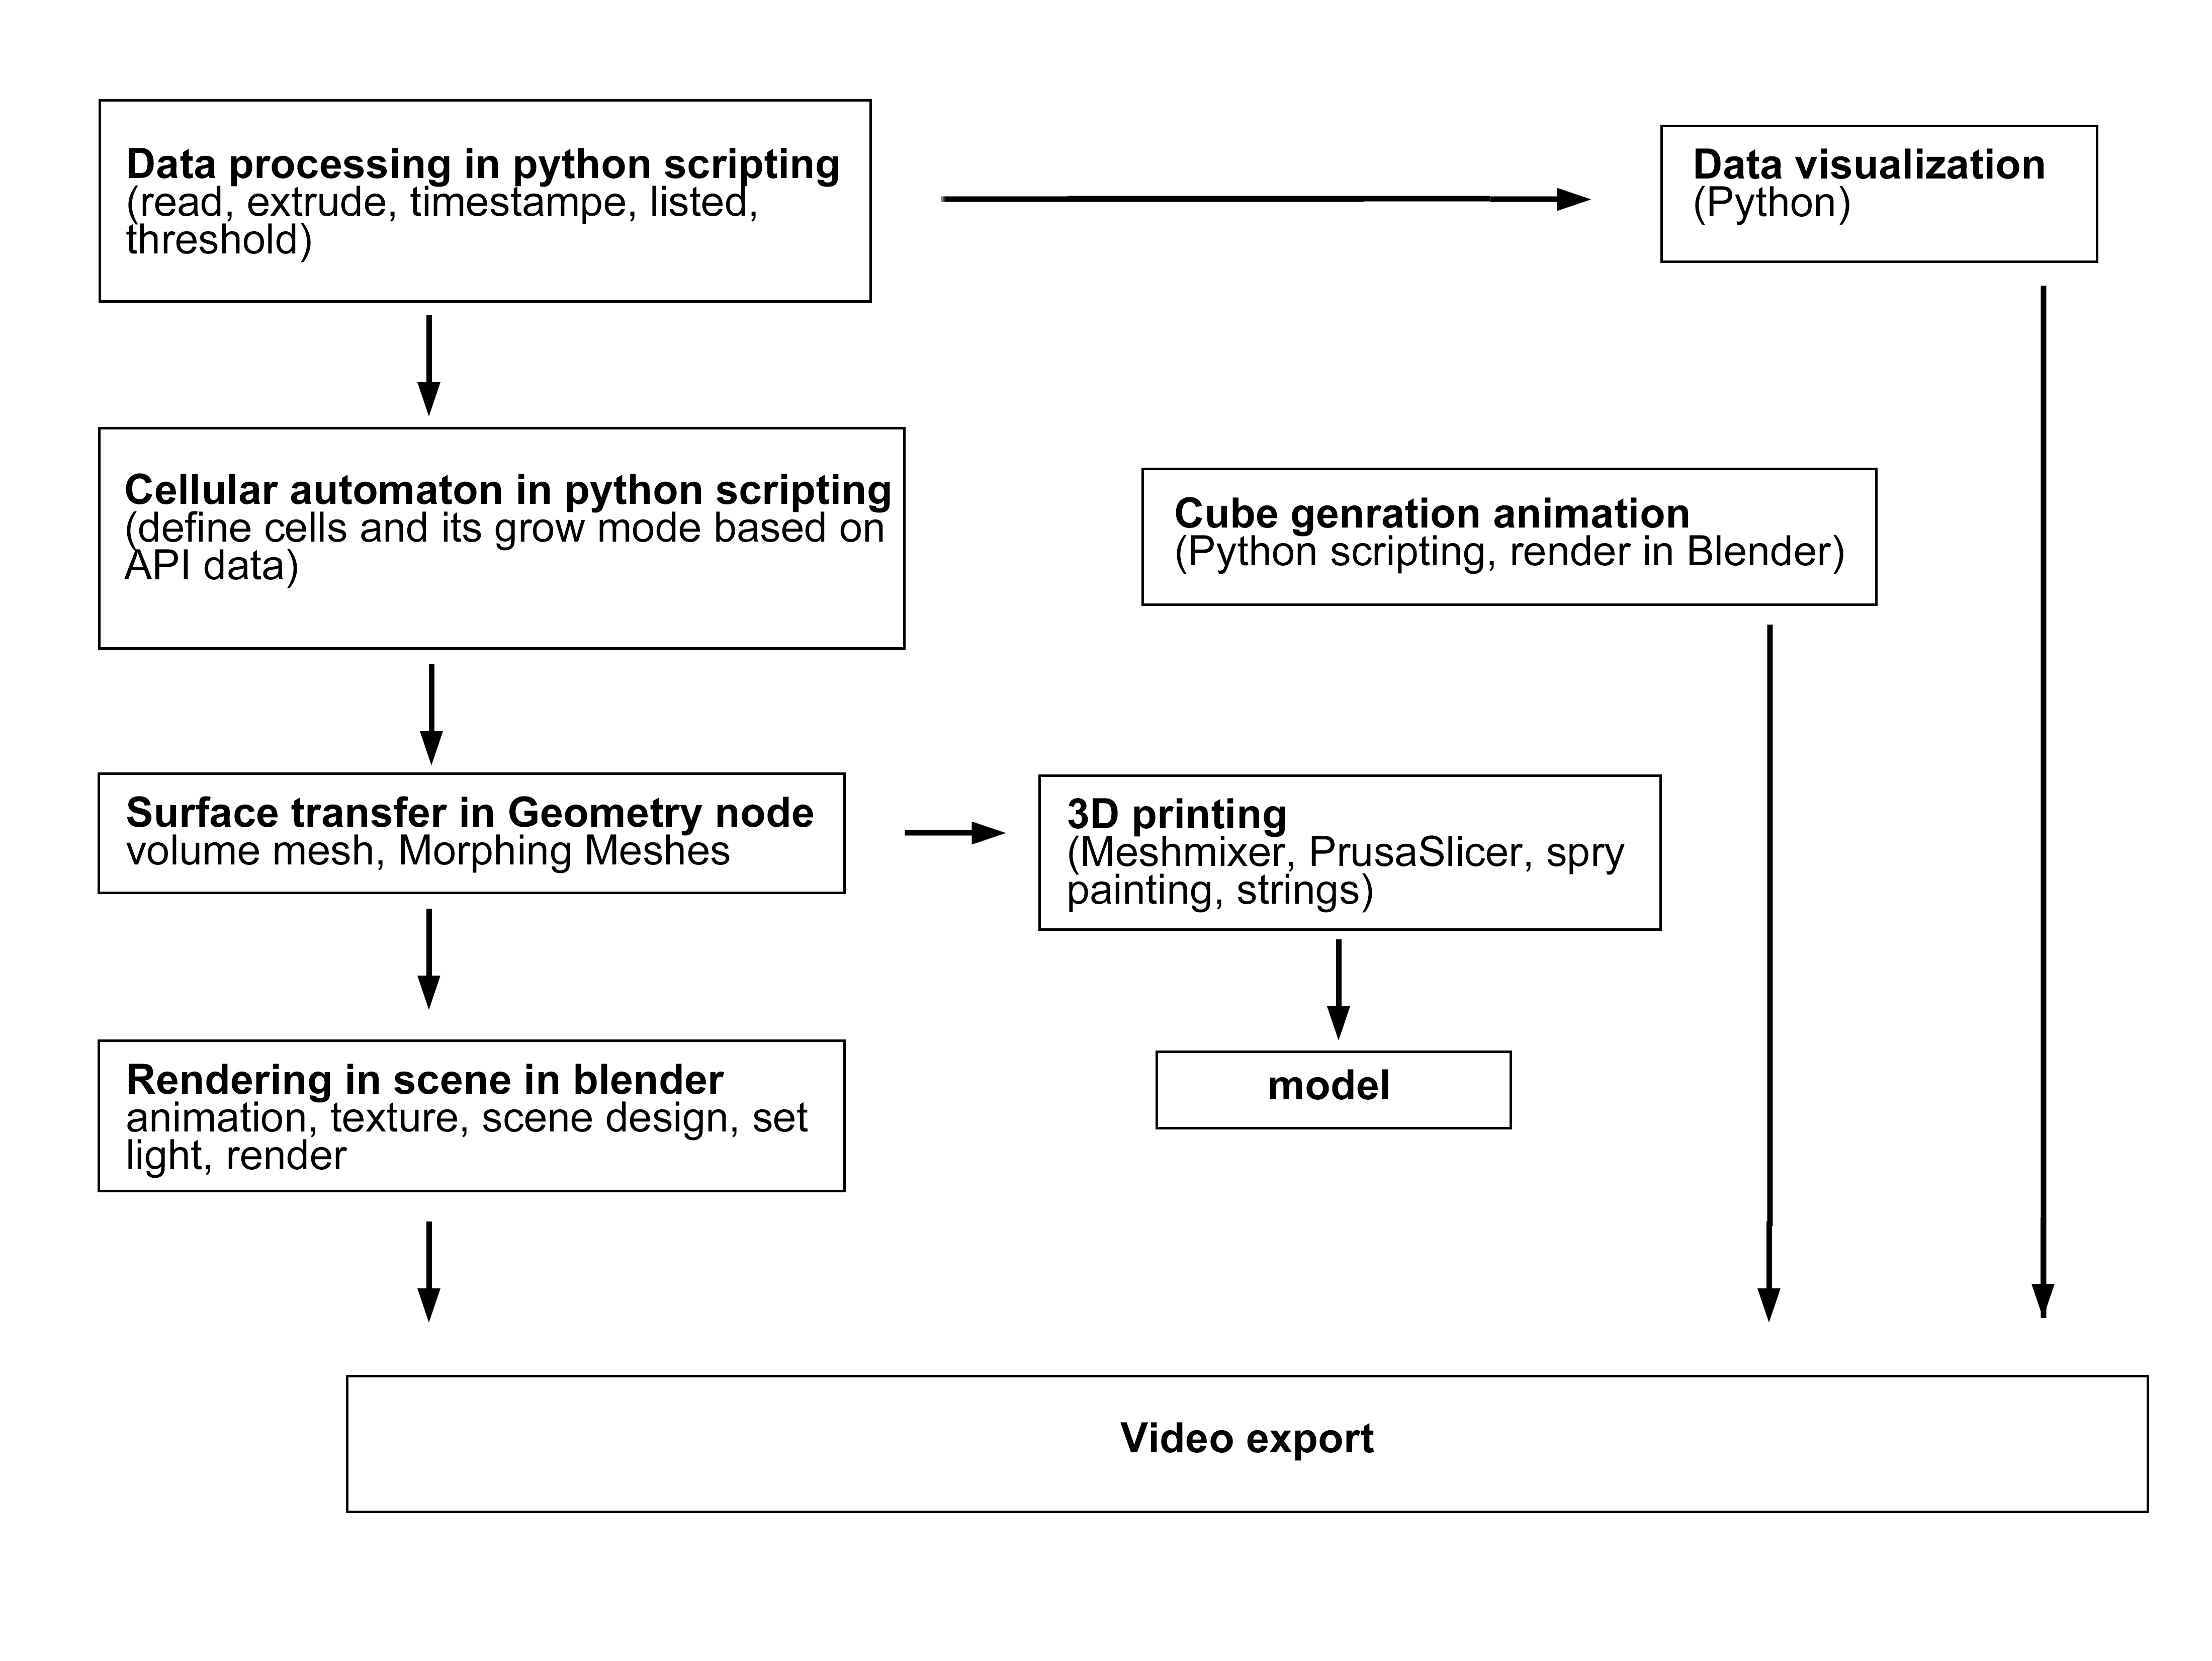 Data processing in python scripting
(read, extrude, timestampe, listed,
threshold)
Data visualization
(Python)
Cellular automaton in python scripting
(define cells and its grow mode based on
API data)
Cube genration animation
(Python scripting, render in Blender)
Surface transfer in Geometry node
volume mesh, Morphing Meshes
3D printing
(Meshmixer, PrusaSlicer, spry
painting, strings)
Rendering in scene in blender
animation, texture, scene design, set
light, render
model
Video export